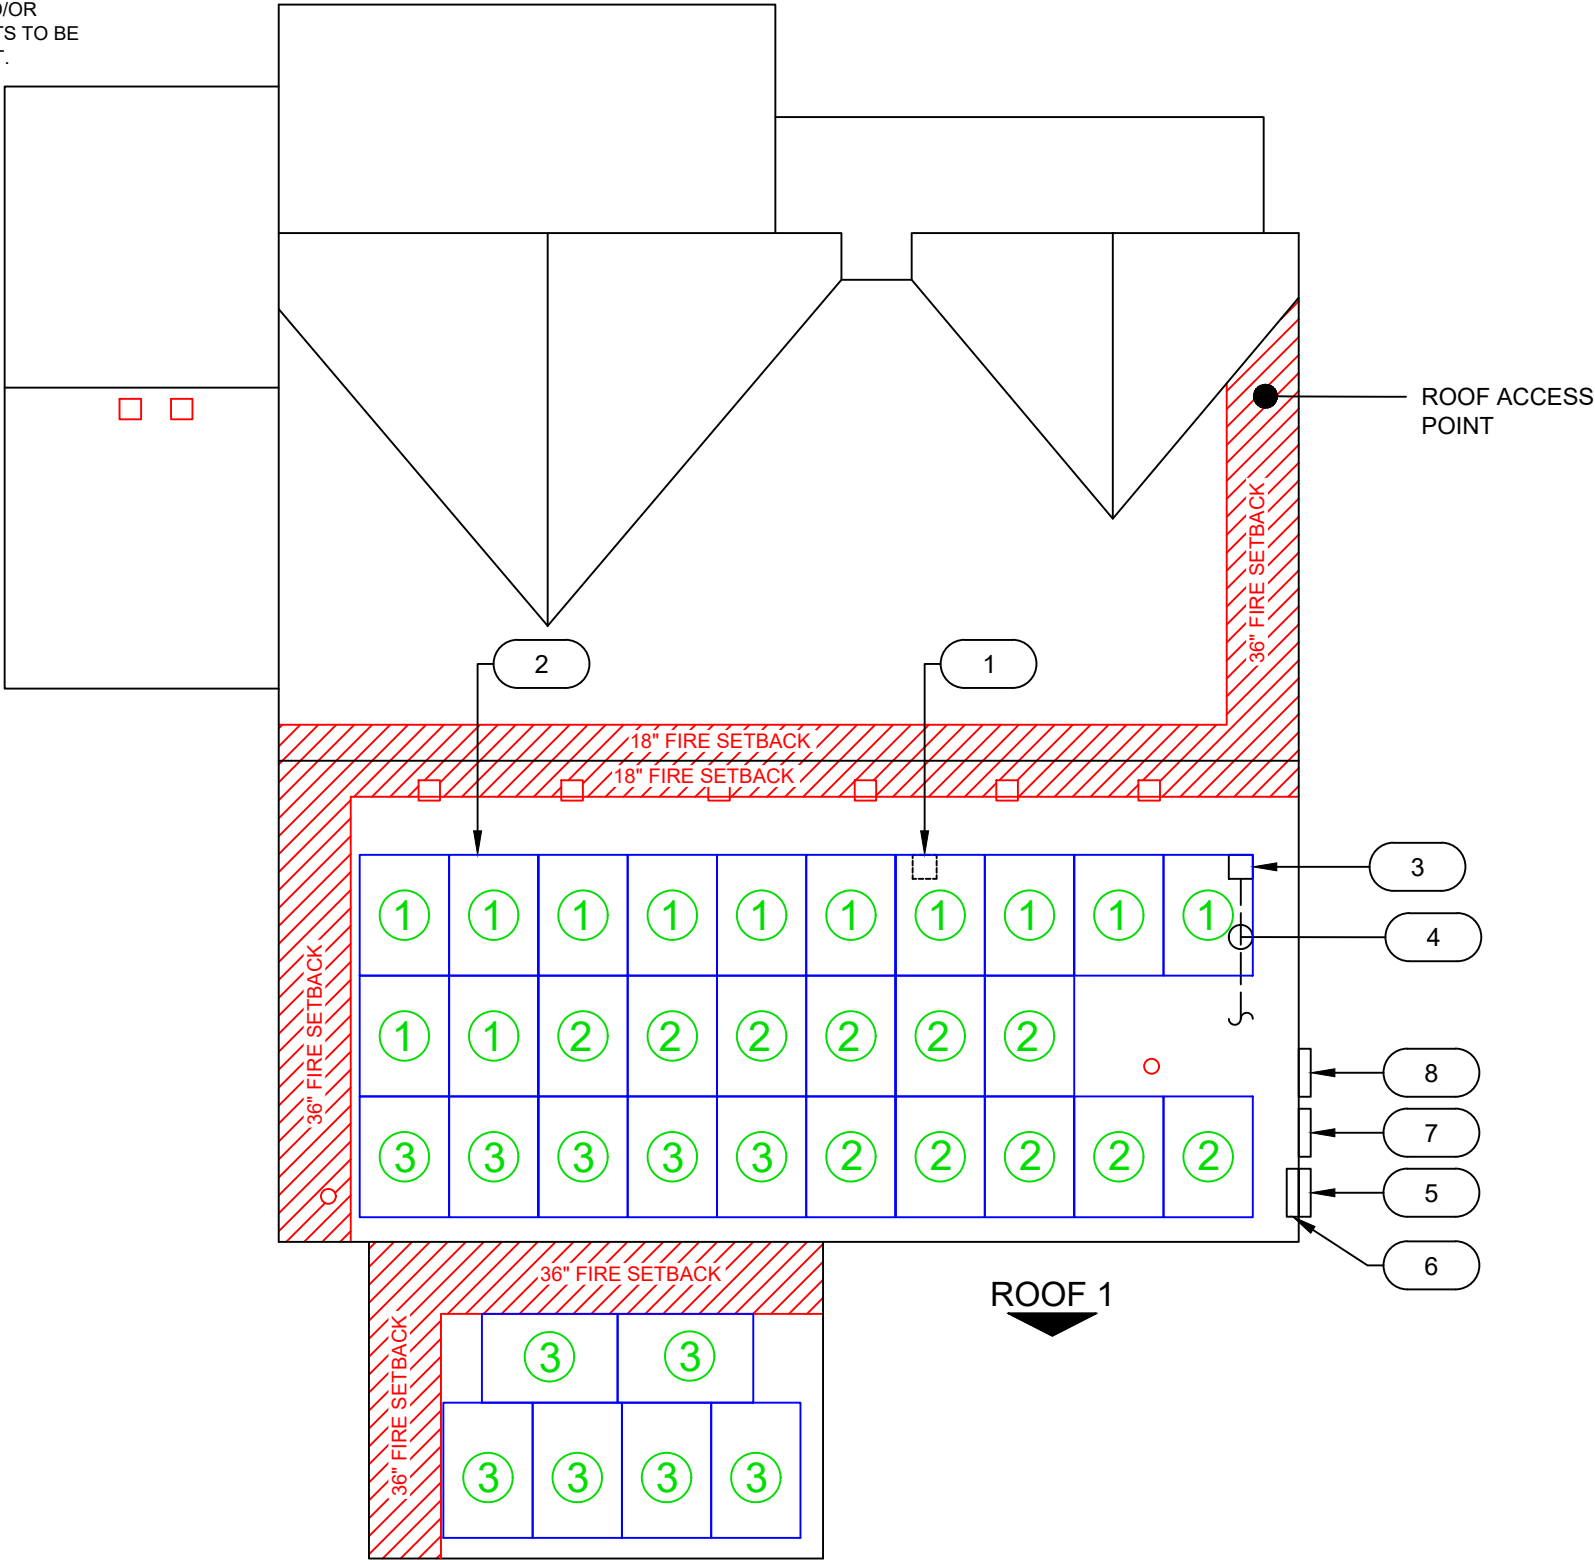 /OR
TS TO BE
T.
ROOF ACCESS
POINT
36" FIRE SETBACK
2
1
18" FIRE SETBACK
18" FIRE SETBACK
3
1 1 1 1 1 1 1 1 1 1
4
36" FIRE SETBACK
1 1 2 2 2 2 2 2
8
7
3 3 3 3 3 2 2 2 2 2
5
6
36" FIRE SETBACK
ROOF 1
36" FIRE SETBACK
3 3
3 3 3 3